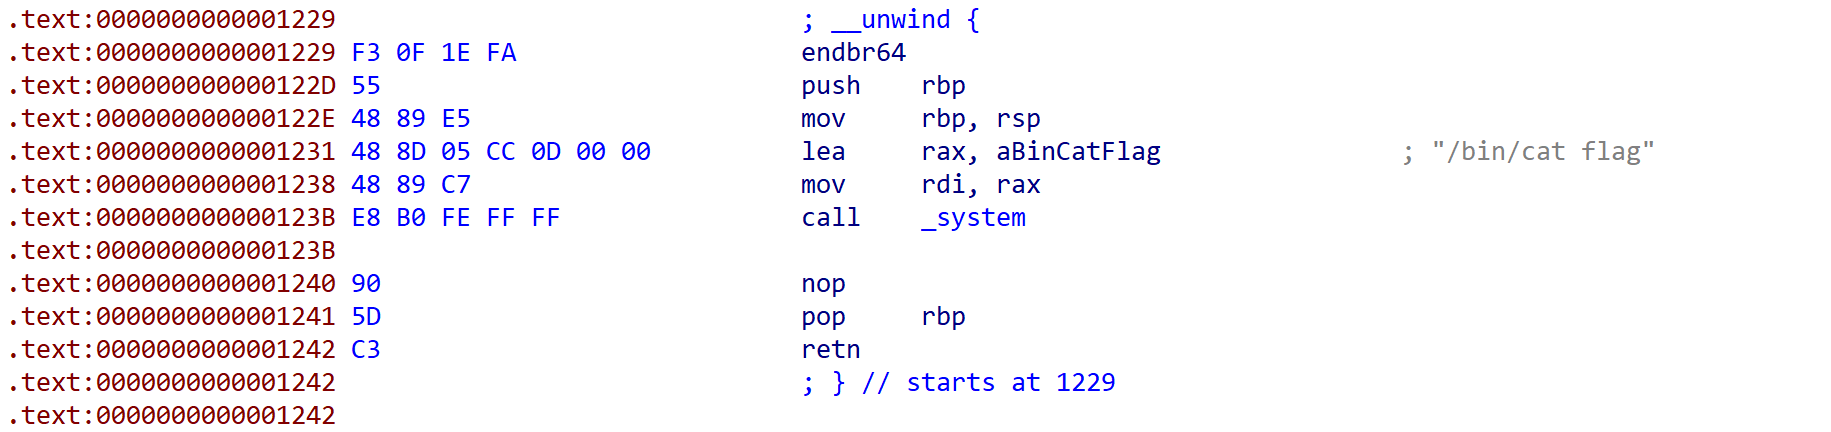 .text:0000000000001229 ; __unwind {
.text:0000000000001229 F3 0F 1E FA endbr64
.text:000000000000122D 55 push rbp
.text:000000000000122E 48 89 E5 mov rbp, rsp
.text:0000000000001231 48 8D 05 CC 0D 00 00 lea rax, aBinCatFlag ; "/bin/cat flag"
.text:0000000000001238 48 89 C7 mov rdi, rax
.text:000000000000123B E8 B0 FE FF FF call _system
.text:000000000000123B
.text:0000000000001240 90 nop
.text:0000000000001241 5D pop rbp
.text:0000000000001242 C3 retn
.text:0000000000001242 ; } // starts at 1229
.text:0000000000001242